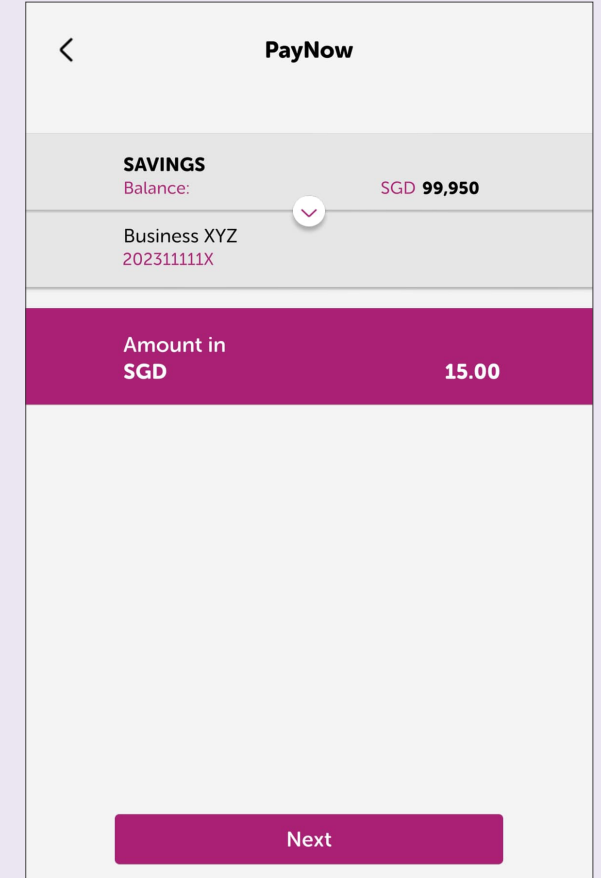 PayNow
SAVINGS
Balance: SGD 99,950
Business XYZ
202311111X
Amount in
SGD 15.00
Next